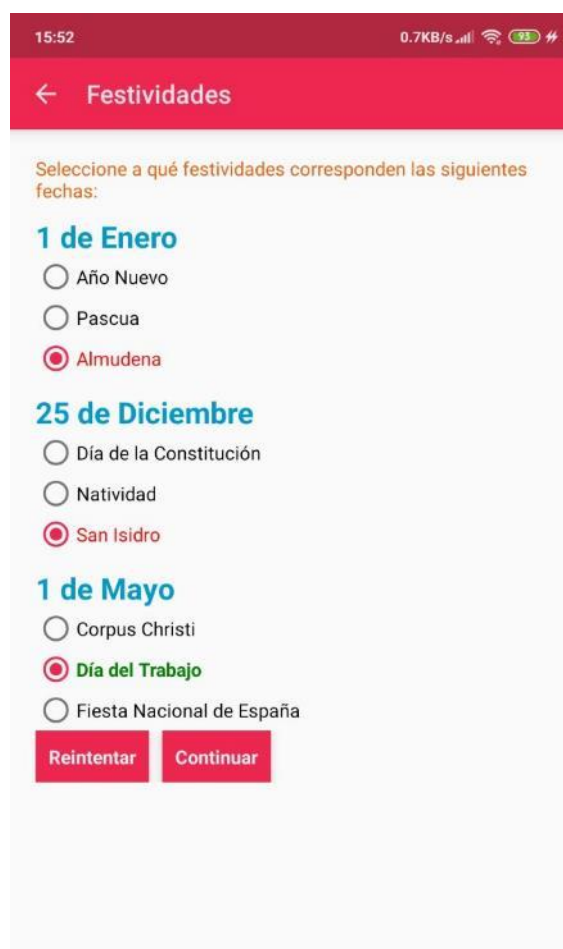 15:52 0.7KB/s 93
Festividades
Seleccione a qué festividades corresponden las siguientes
fechas:
1 de Enero
Año Nuevo
Pascua
Almudena
25 de Diciembre
Día de la Constitución
Natividad
San Isidro
1 de Mayo
Corpus Christi
Día del Trabajo
Fiesta Nacional de España
Reintentar Continuar